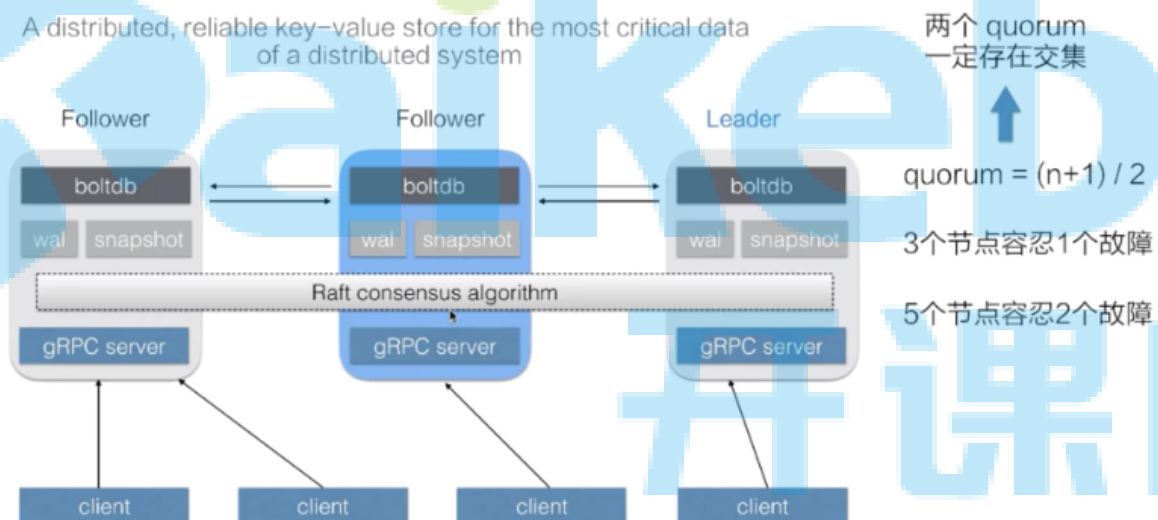 A distributed, reliable key-value store for the most critical data
of a distributed system
Follower
Follower
Leader
boltdb
boltdb
boltdb
wal
snapshot
wal
snapshot
wal
snapshot
Raft consensus algorithm
gRPC server
gRPC server
gRPC server
client
client
client
client
两个 quorum
一定存在交集
quorum = (n+1) / 2
3个节点容忍1个故障
5个节点容忍2个故障
aikeb
开课